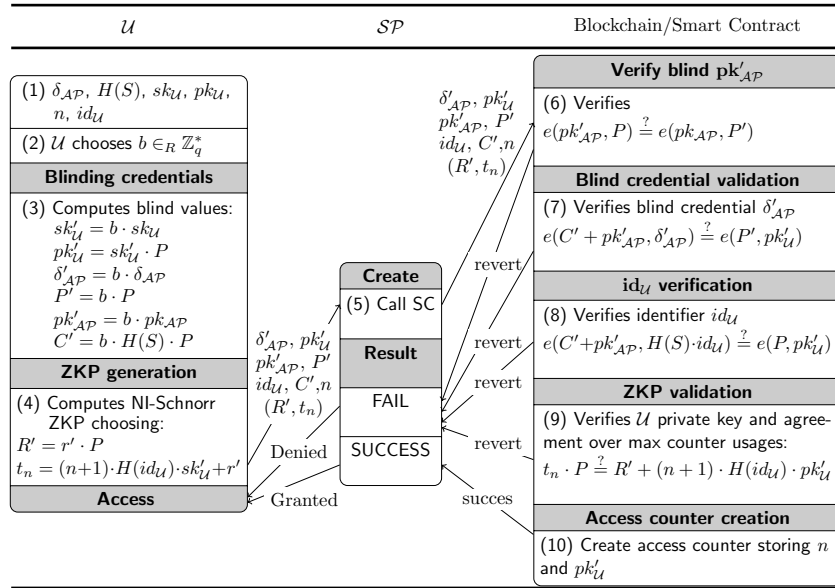 𝒰
𝒮𝒫
Blockchain/Smart Contract
(1) δ_𝒜𝒫, H(S), sk_𝒰, pk_𝒰,
n, id_𝒰
(2) 𝒰 chooses b ∈_R ℤ*_q
Blinding credentials
(3) Computes blind values:
sk′_𝒰 = b · sk_𝒰
pk′_𝒰 = sk′_𝒰 · P
δ′_𝒜𝒫 = b · δ_𝒜𝒫
P′ = b · P
pk′_𝒜𝒫 = b · pk_𝒜𝒫
C′ = b · H(S) · P
ZKP generation
(4) Computes NI-Schnorr
ZKP choosing:
R′ = r′ · P
t_n = (n+1)·H(id_𝒰)·sk′_𝒰+r′
Access
δ′_𝒜𝒫, pk′_𝒰
pk′_𝒜𝒫, P′
id_𝒰, C′,n
(R′, t_n)
Denied
Granted
Create
(5) Call SC
Result
FAIL
SUCCESS
δ′_𝒜𝒫, pk′_𝒰
pk′_𝒜𝒫, P′
id_𝒰, C′,n
(R′, t_n)
revert
revert
revert
revert
succes
Verify blind pk′_𝒜𝒫
(6) Verifies
e(pk′_𝒜𝒫, P) ≟ e(pk_𝒜𝒫, P′)
Blind credential validation
(7) Verifies blind credential δ′_𝒜𝒫
e(C′ + pk′_𝒜𝒫, δ′_𝒜𝒫) ≟ e(P′, pk′_𝒰)
id_𝒰 verification
(8) Verifies identifier id_𝒰
e(C′+pk′_𝒜𝒫, H(S)·id_𝒰) ≟ e(P, pk′_𝒰)
ZKP validation
(9) Verifies 𝒰 private key and agree-
ment over max counter usages:
t_n · P ≟ R′ + (n + 1) · H(id_𝒰) · pk′_𝒰
Access counter creation
(10) Create access counter storing n
and pk′_𝒰